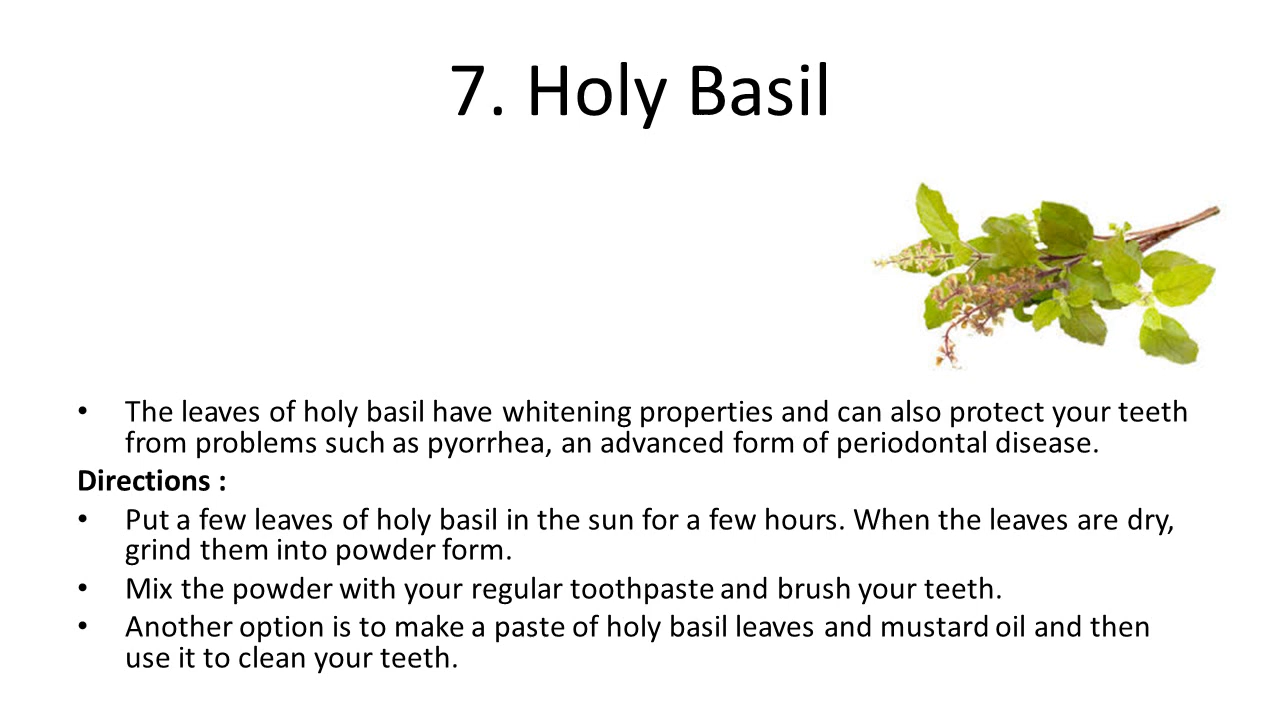 7. Holy Basil
• The leaves of holy basil have whitening properties and can also protect your teeth
from problems such as pyorrhea, an advanced form of periodontal disease.
Directions :
• Put a few leaves of holy basil in the sun for a few hours. When the leaves are dry,
grind them into powder form.
• Mix the powder with your regular toothpaste and brush your teeth.
• Another option is to make a paste of holy basil leaves and mustard oil and then
use it to clean your teeth.